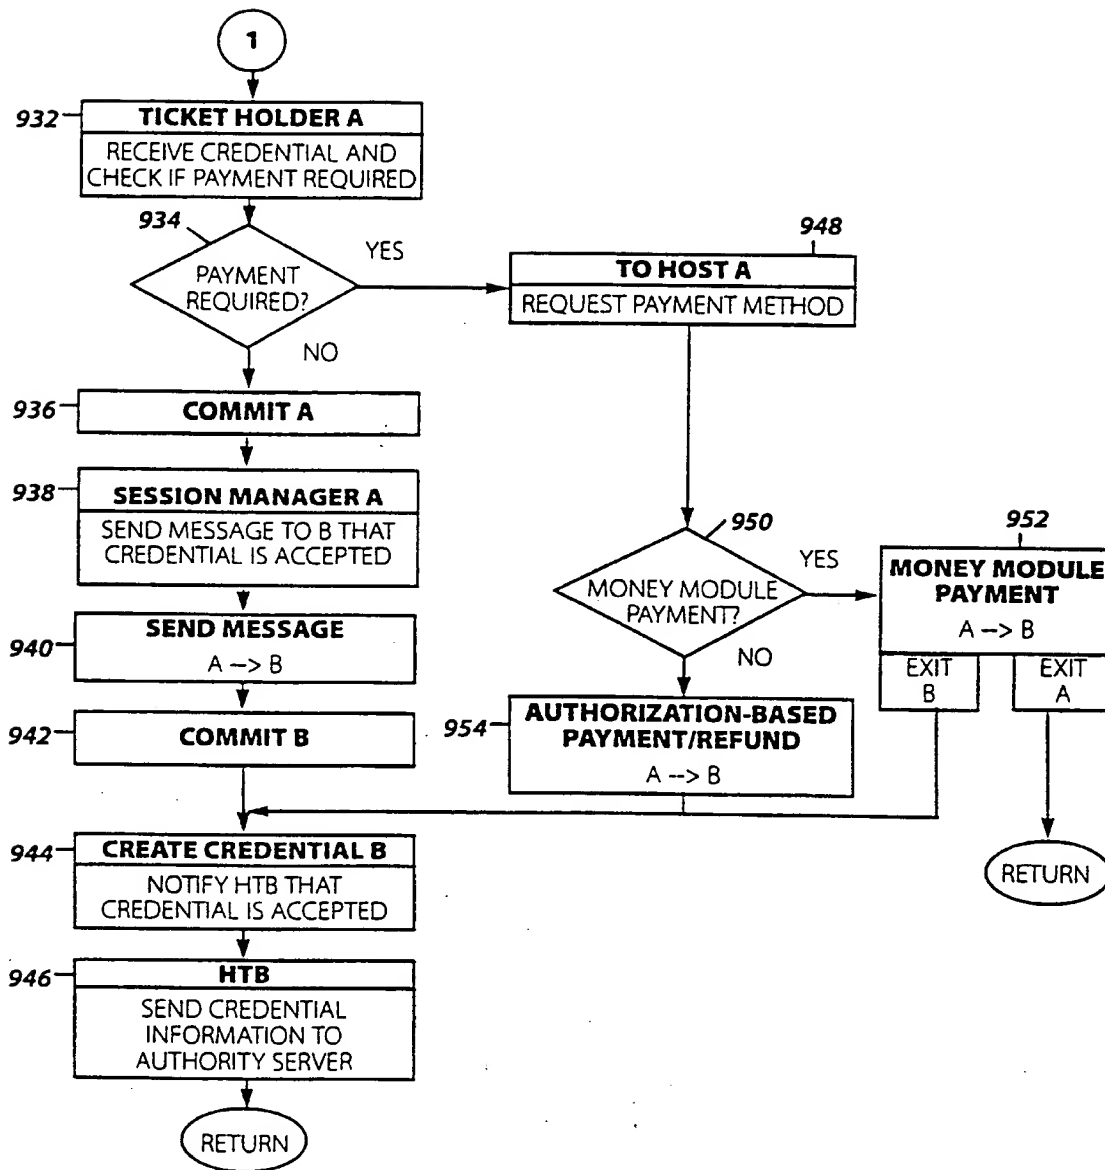 1
932
TICKET HOLDER A
RECEIVE CREDENTIAL AND
CHECK IF PAYMENT REQUIRED
934
PAYMENT
REQUIRED?
YES
NO
948
TO HOST A
REQUEST PAYMENT METHOD
936
COMMIT A
938
SESSION MANAGER A
SEND MESSAGE TO B THAT
CREDENTIAL IS ACCEPTED
940
SEND MESSAGE
A --> B
942
COMMIT B
950
MONEY MODULE
PAYMENT?
YES
NO
952
MONEY MODULE
PAYMENT
A --> B
EXIT
B
EXIT
A
RETURN
954
AUTHORIZATION-BASED
PAYMENT/REFUND
A --> B
944
CREATE CREDENTIAL B
NOTIFY HTB THAT
CREDENTIAL IS ACCEPTED
946
HTB
SEND CREDENTIAL
INFORMATION TO
AUTHORITY SERVER
RETURN